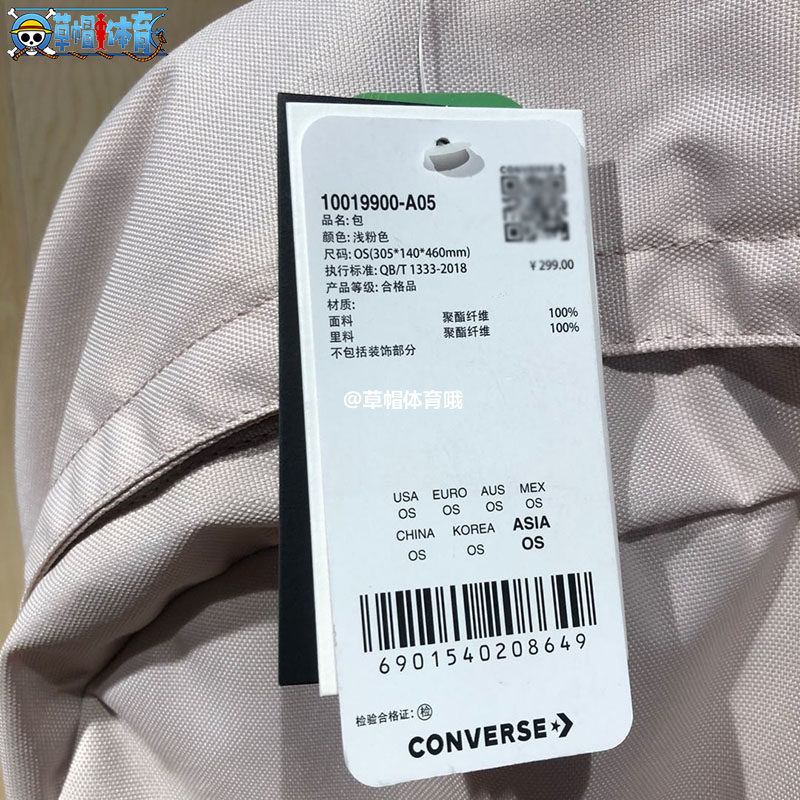 草帽体育
CONVERSE
10019900-A05
品名:包
颜色:浅粉色
尺码:OS(305*140*460mm)
执行标准:QB/T 1333-2018
¥ 299.00
产品等级:合格品
材质:
面料 聚酯纤维 100%
里料 聚酯纤维 100%
不包括装饰部分
@草帽体育哦
USA EURO AUS MEX
OS OS OS OS
CHINA KOREA ASIA
OS OS OS
6901540208649
检验合格证: 检
CONVERSE